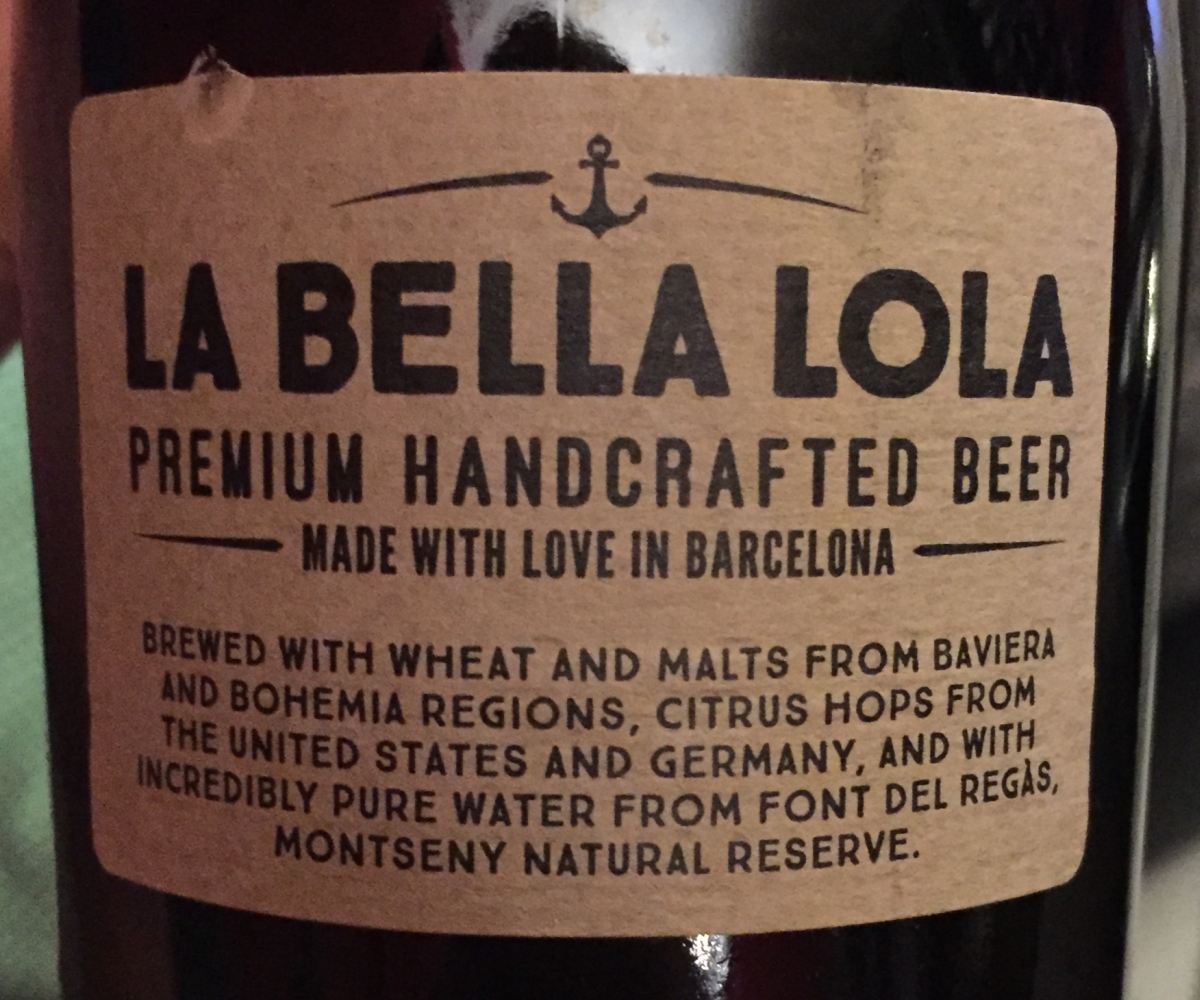 LA BELLA LOLA
PREMIUM HANDCRAFTED BEER
MADE WITH LOVE IN BARCELONA
BREWED WITH WHEAT AND MALTS FROM BAVIERA
AND BOHEMIA REGIONS, CITRUS HOPS FROM
THE UNITED STATES AND GERMANY, AND WITH
INCREDIBLY PURE WATER FROM FONT DEL REGÀS,
MONTSENY NATURAL RESERVE.